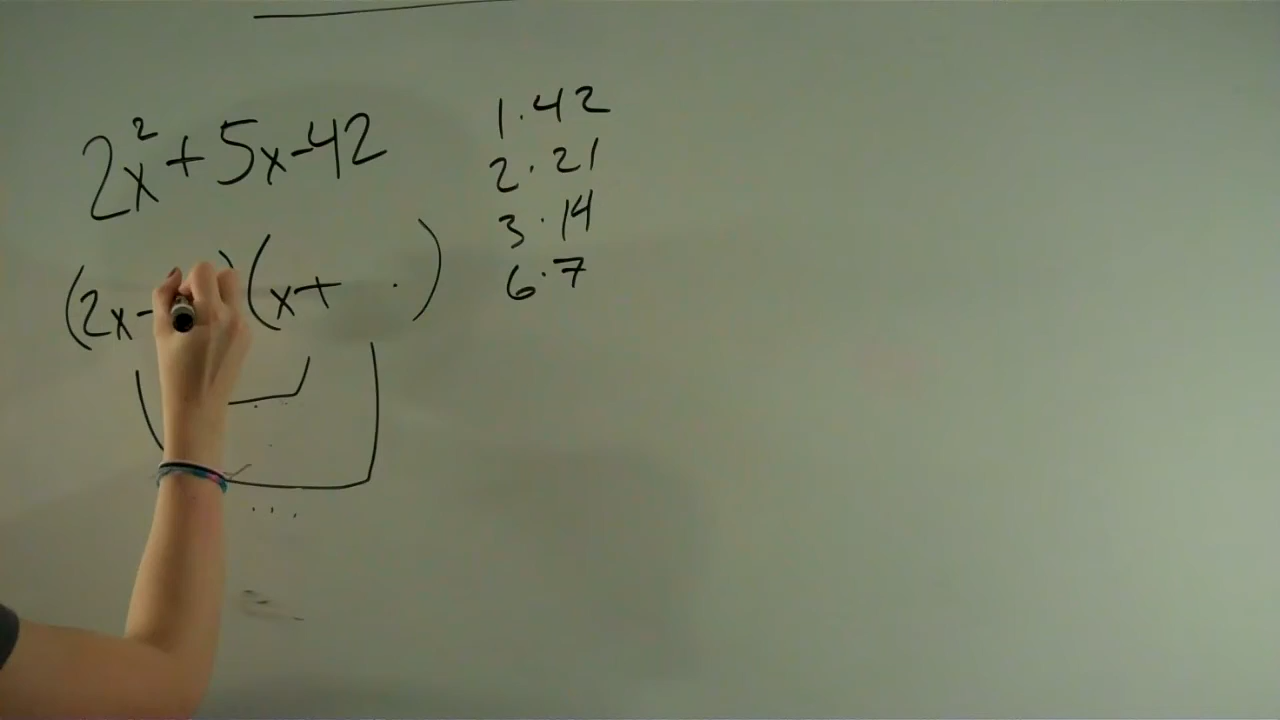 2x² + 5x - 42
(2x - )(x + )
1 · 42
2 · 21
3 · 14
6 · 7